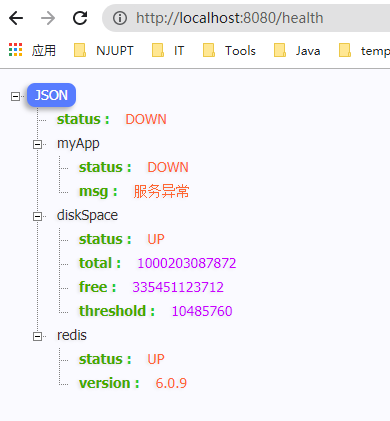 http://localhost:8080/health
应用 NJUPT IT Tools Java temp
JSON
status : DOWN
myApp
status : DOWN
msg : 服务异常
diskSpace
status : UP
total : 1000203087872
free : 335451123712
threshold : 10485760
redis
status : UP
version : 6.0.9